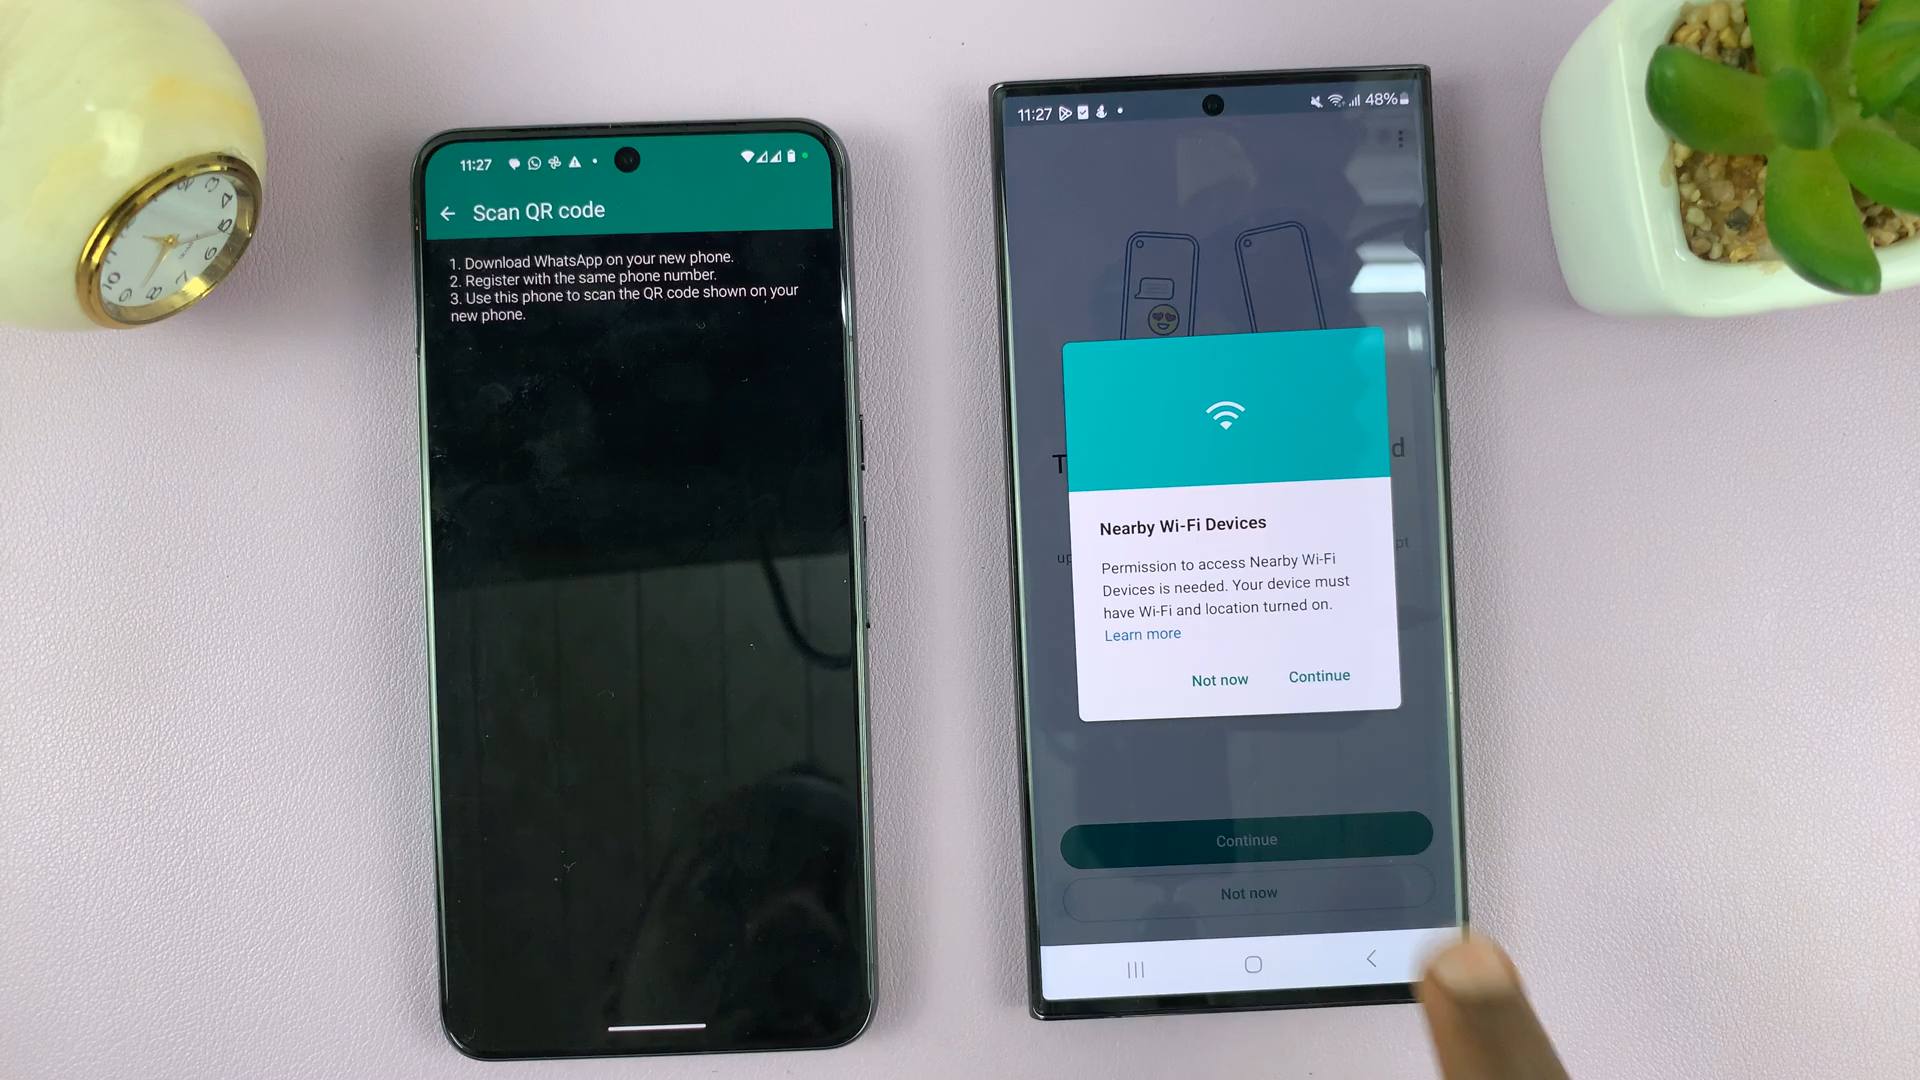 11:27
Scan QR code
1. Download WhatsApp on your new phone.
2. Register with the same phone number.
3. Use this phone to scan the QR code shown on your
new phone.
11:27
48%
T
d
up
pt
Nearby Wi-Fi Devices
Permission to access Nearby Wi-Fi
Devices is needed. Your device must
have Wi-Fi and location turned on.
Learn more
Not now Continue
Continue
Not now